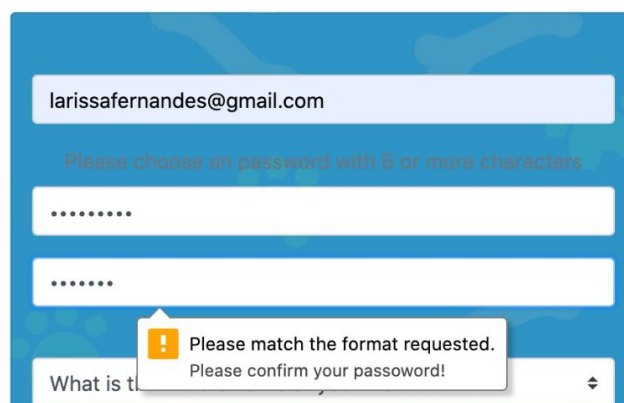 larissafernandes@gmail.com
Please choose an password with 6 or more characters
•••••••••
•••••••
Please match the format requested.
Please confirm your passoword!
What is